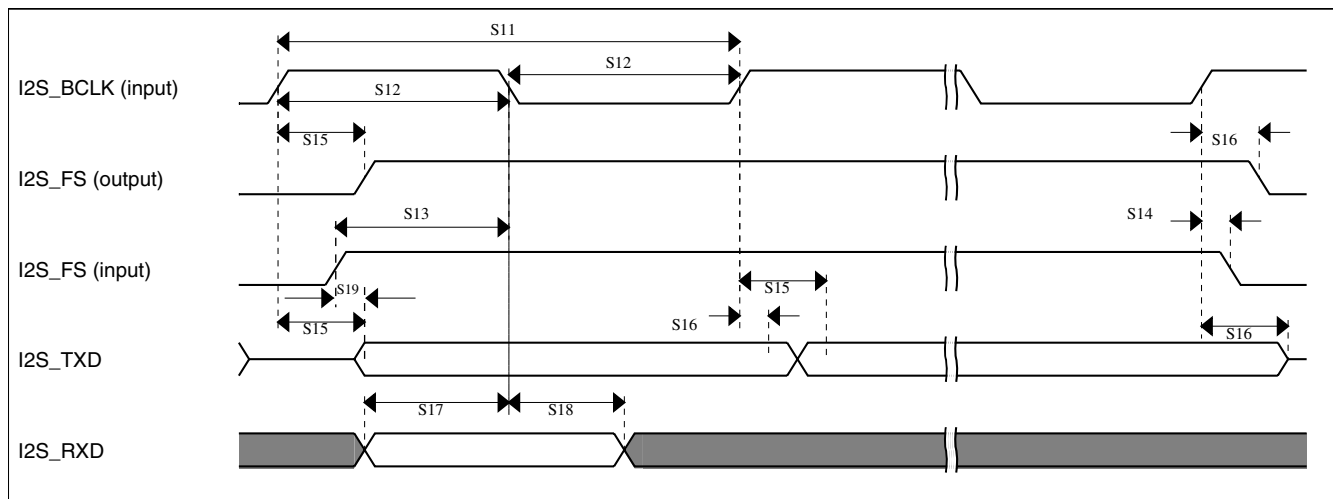 S11
S12
I2S_BCLK (input)
S12
S15
S16
I2S_FS (output)
S13
S14
I2S_FS (input)
S19
S15
S15
S16
S16
I2S_TXD
S17
S18
I2S_RXD